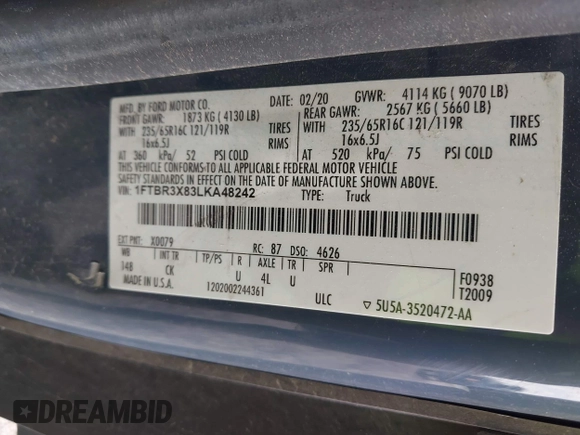 MFD. BY FORD MOTOR CO. 02/20 GVWR: 4114 KG ( 9070 LB)
FRONT GAWR: 1873 KG ( 4130 LB) REAR GAWR: 2567 KG ( 5660 LB)
WITH 235/65R16C 121/119R TIRES WITH 235/65R16C 121/119R TIRES
16x6.5J RIMS 16x6.5J RIMS
AT 360 kPa/ 52 PSI COLD AT 520 kPa/ 75 PSI COLD
THIS VEHICLE CONFORMS TO ALL APPLICABLE FEDERAL MOTOR VEHICLE
SAFETY STANDARDS IN EFFECT ON THE DATE OF MANUFACTURE SHOWN ABOVE.
VIN: 1FTBR3X83LKA48242 TYPE: Truck
EXT PNT: X0079 RC: 87 DSO: 4626
WB INT TR TP/PS R AXLE TR SPR
148 CK U 4L U
F0938
T2009
MADE IN U.S.A. 1202002244361 ULC ▽ 5U5A-3520472-AA
DREAMBID